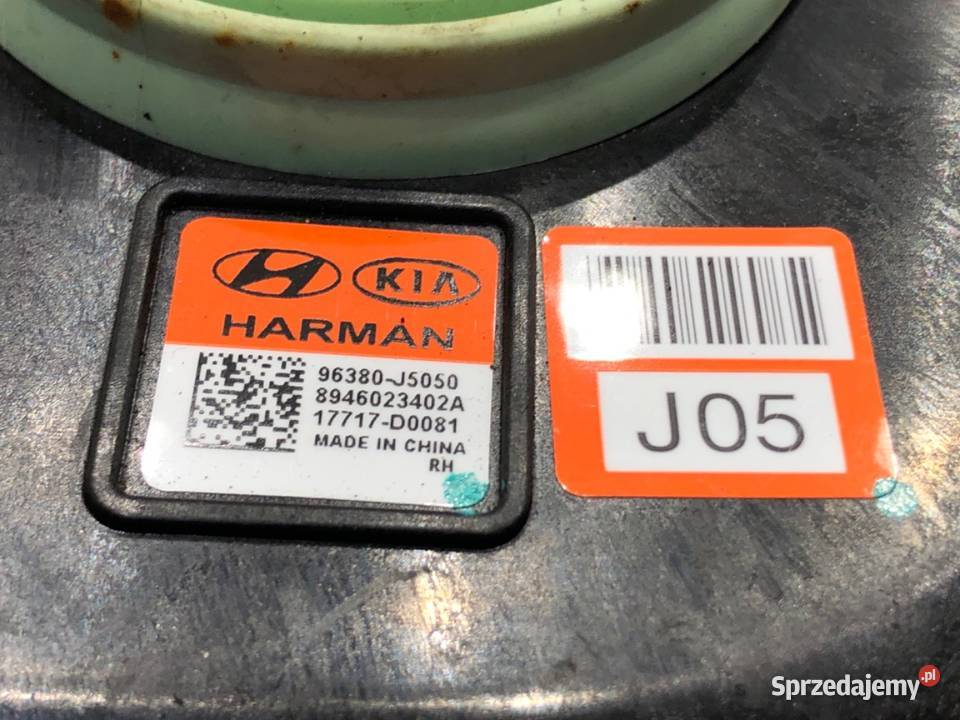 KIA
HARMAN
96380-J5050
8946023402A
17717-D0081
MADE IN CHINA
RH
J05
Sprzedajemy.pl